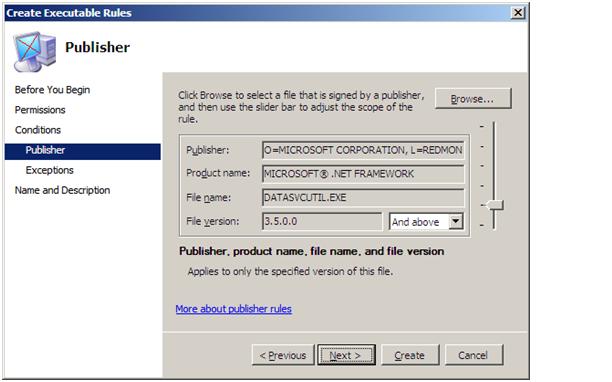 Create Executable Rules
Publisher
Before You Begin
Permissions
Conditions
Publisher
Exceptions
Name and Description
Click Browse to select a file that is signed by a publisher,
and then use the slider bar to adjust the scope of the
rule.
Browse...
Publisher: O=MICROSOFT CORPORATION, L=REDMON
Product name: MICROSOFT® .NET FRAMEWORK
File name: DATASVCUTIL.EXE
File version: 3.5.0.0 And above
Publisher, product name, file name, and file version
Applies to only the specified version of this file.
More about publisher rules
< Previous Next > Create Cancel